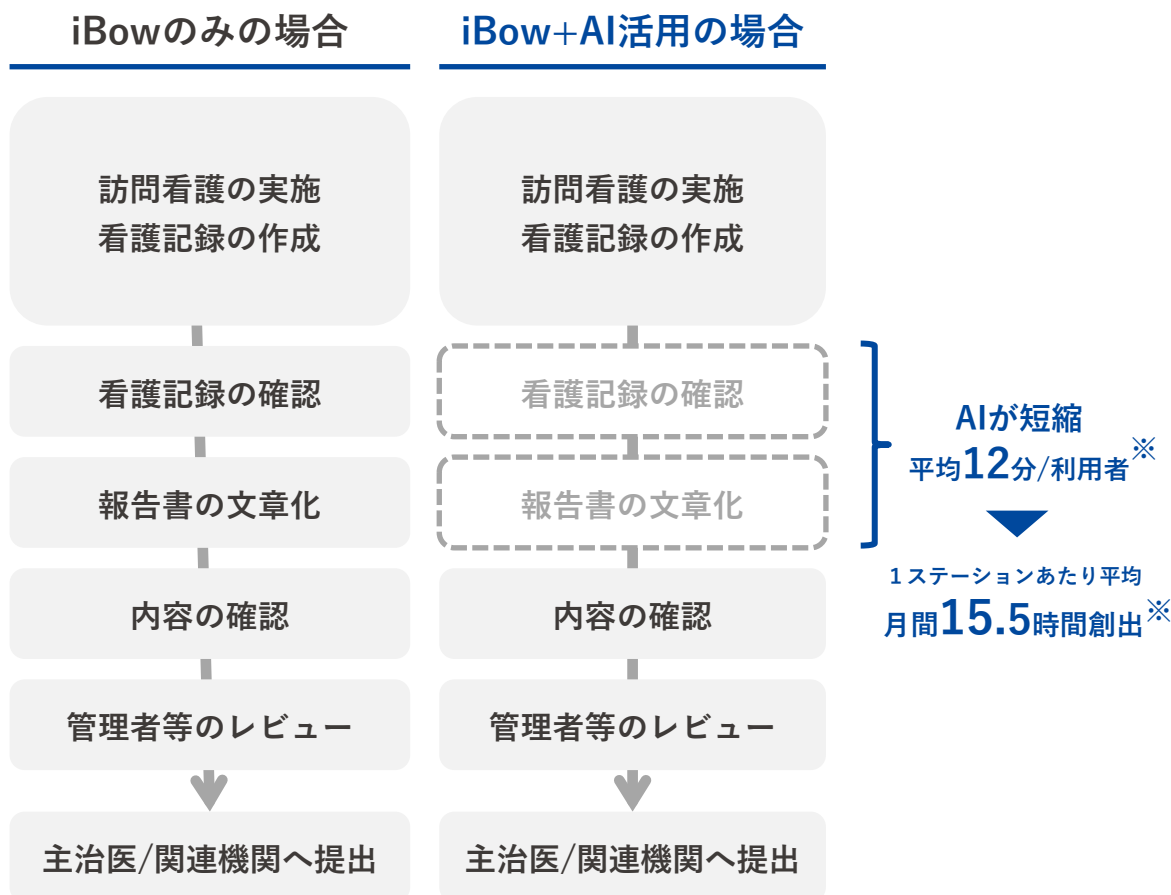 iBowのみの場合
訪問看護の実施
看護記録の作成
看護記録の確認
報告書の文章化
内容の確認
管理者等のレビュー
主治医/関連機関へ提出
iBow+AI活用の場合
訪問看護の実施
看護記録の作成
看護記録の確認
報告書の文章化
内容の確認
管理者等のレビュー
主治医/関連機関へ提出
AIが短縮
平均12分/利用者※
1ステーションあたり平均
月間15.5時間創出※